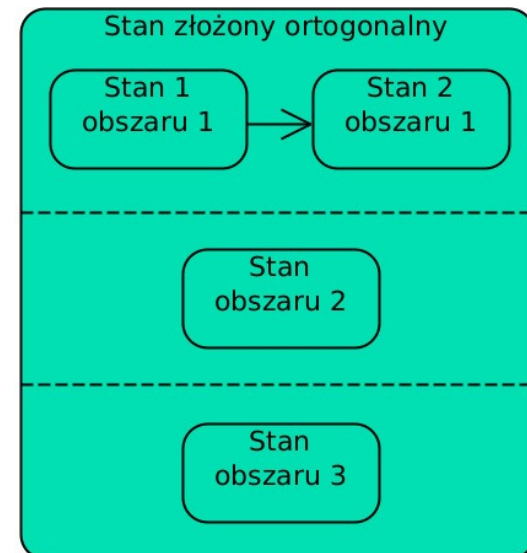 Stan złożony ortogonalny
Stan 1
obszaru 1
Stan 2
obszaru 1
Stan
obszaru 2
Stan
obszaru 3